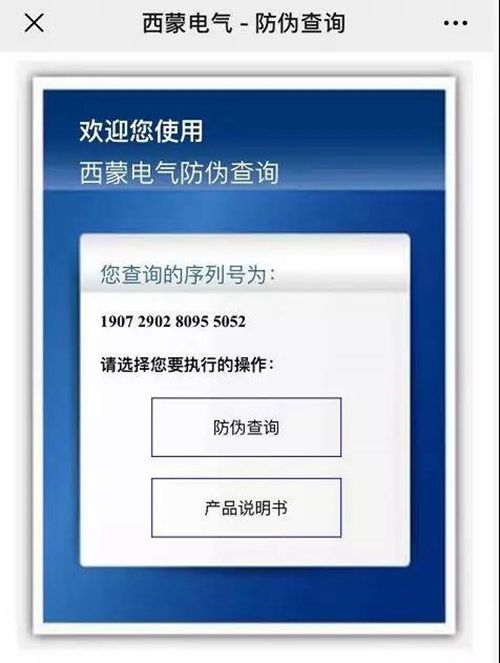 西蒙电气 - 防伪查询
欢迎您使用
西蒙电气防伪查询
您查询的序列号为：
1907 2902 8095 5052
请选择您要执行的操作：
防伪查询
产品说明书